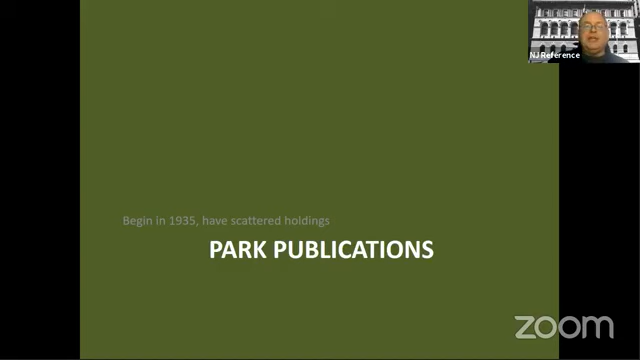 NJ Reference
Begin in 1935, have scattered holdings
PARK PUBLICATIONS
zoom